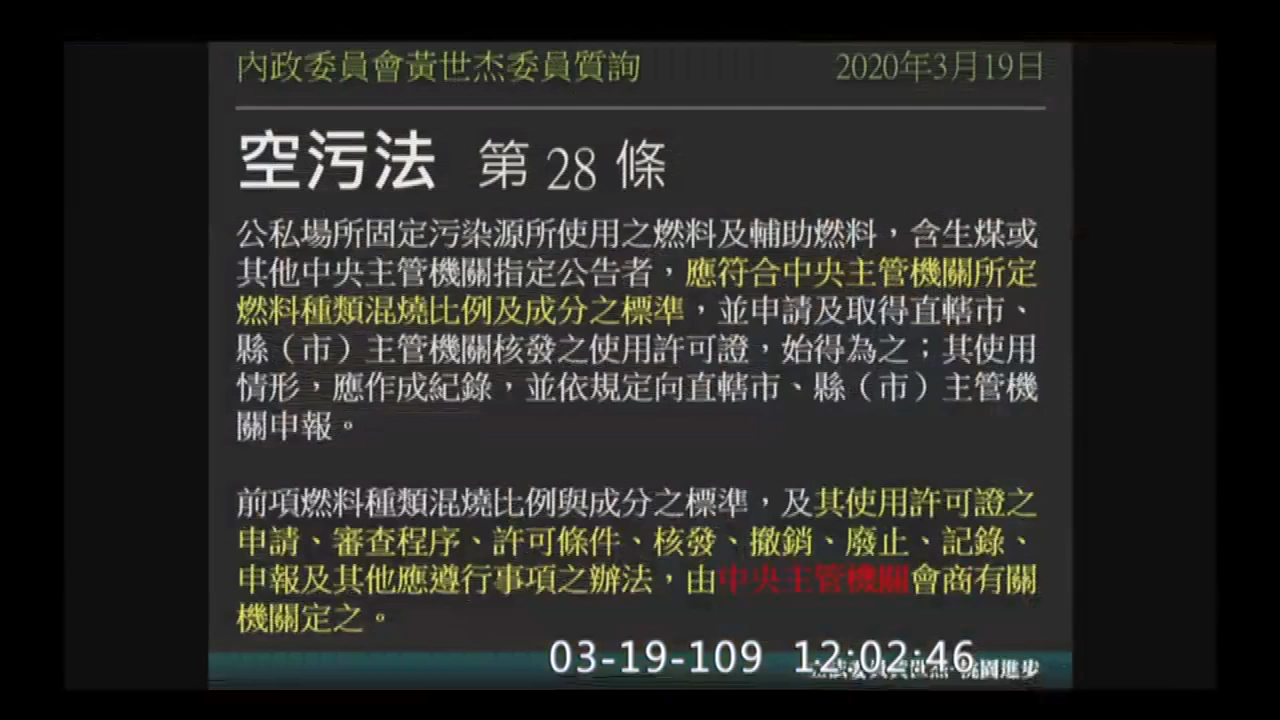 內政委員會黃世杰委員質詢 2020年3月19日
空污法 第 28 條
公私場所固定污染源所使用之燃料及輔助燃料，含生煤或
其他中央主管機關指定公告者，應符合中央主管機關所定
燃料種類混燒比例及成分之標準，並申請及取得直轄市、
縣（市）主管機關核發之使用許可證，始得為之；其使用
情形，應作成紀錄，並依規定向直轄市、縣（市）主管機
關申報。
前項燃料種類混燒比例與成分之標準，及其使用許可證之
申請、審查程序、許可條件、核發、撤銷、廢止、記錄、
申報及其他應遵行事項之辦法，由中央主管機關會商有關
機關定之。
03-19-109 12:02:46
立法委員黃世杰 桃園進步